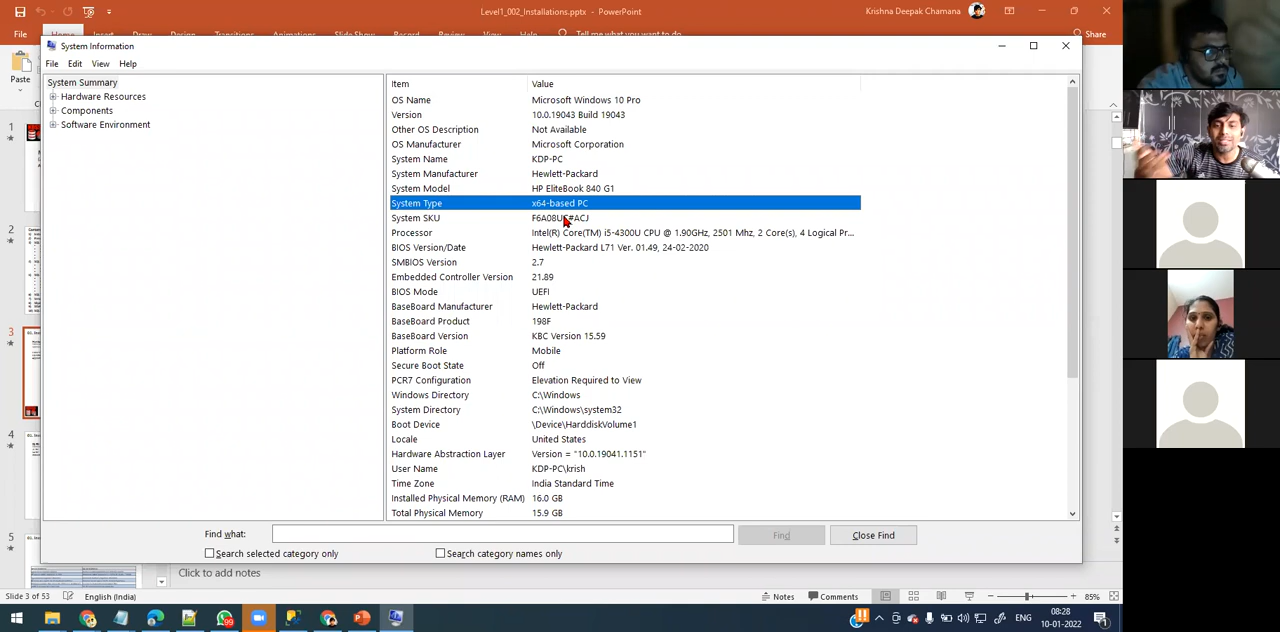 Level1_002_Installations.pptx - PowerPoint
Krishna Deepak Chamana
File Home Insert Draw Design Transitions Animations Slide Show Record Review View Help Tell me what you want to do
Share
System Information
Paste
File Edit View Help
System Summary
Hardware Resources
Components
Software Environment
Item Value
OS Name Microsoft Windows 10 Pro
Version 10.0.19043 Build 19043
Other OS Description Not Available
OS Manufacturer Microsoft Corporation
System Name KDP-PC
System Manufacturer Hewlett-Packard
System Model HP EliteBook 840 G1
System Type x64-based PC
System SKU
Processor Intel(R) Core(TM) i5-4300U CPU @ 1.90GHz, 2501 Mhz, 2 Core(s), 4 Logical Pr...
BIOS Version/Date Hewlett-Packard L71 Ver. 01.49, 24-02-2020
SMBIOS Version 2.7
Embedded Controller Version 21.89
BIOS Mode UEFI
BaseBoard Manufacturer Hewlett-Packard
BaseBoard Product 198F
BaseBoard Version KBC Version 15.59
Platform Role Mobile
Secure Boot State Off
PCR7 Configuration Elevation Required to View
Windows Directory C:\Windows
System Directory C:\Windows\system32
Boot Device \Device\HarddiskVolume1
Locale United States
Hardware Abstraction Layer Version = "10.0.19041.1151"
User Name KDP-PC\krish
Time Zone India Standard Time
Installed Physical Memory (RAM) 16.0 GB
Total Physical Memory 15.9 GB
Find what:
Find
Close Find
Search selected category only
Search category names only
1
2
3
4
5
Click to add notes
Slide 3 of 53
English (India)
Notes
Comments
85%
99
ENG
08:28
10-01-2022
1